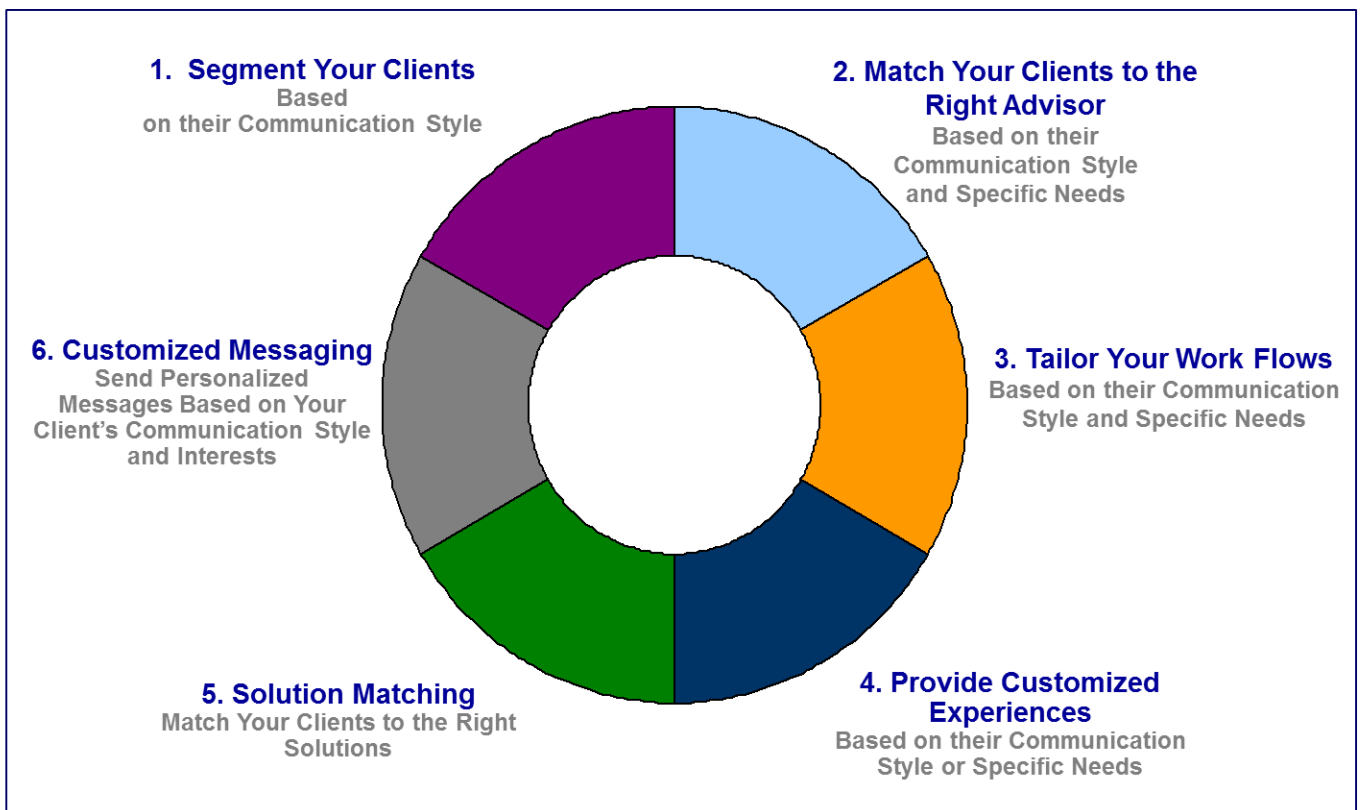 1. Segment Your Clients
Based
on their Communication Style
2. Match Your Clients to the
Right Advisor
Based on their
Communication Style
and Specific Needs
3. Tailor Your Work Flows
Based on their Communication
Style and Specific Needs
4. Provide Customized
Experiences
Based on their Communication
Style or Specific Needs
5. Solution Matching
Match Your Clients to the Right
Solutions
6. Customized Messaging
Send Personalized
Messages Based on Your
Client’s Communication Style
and Interests